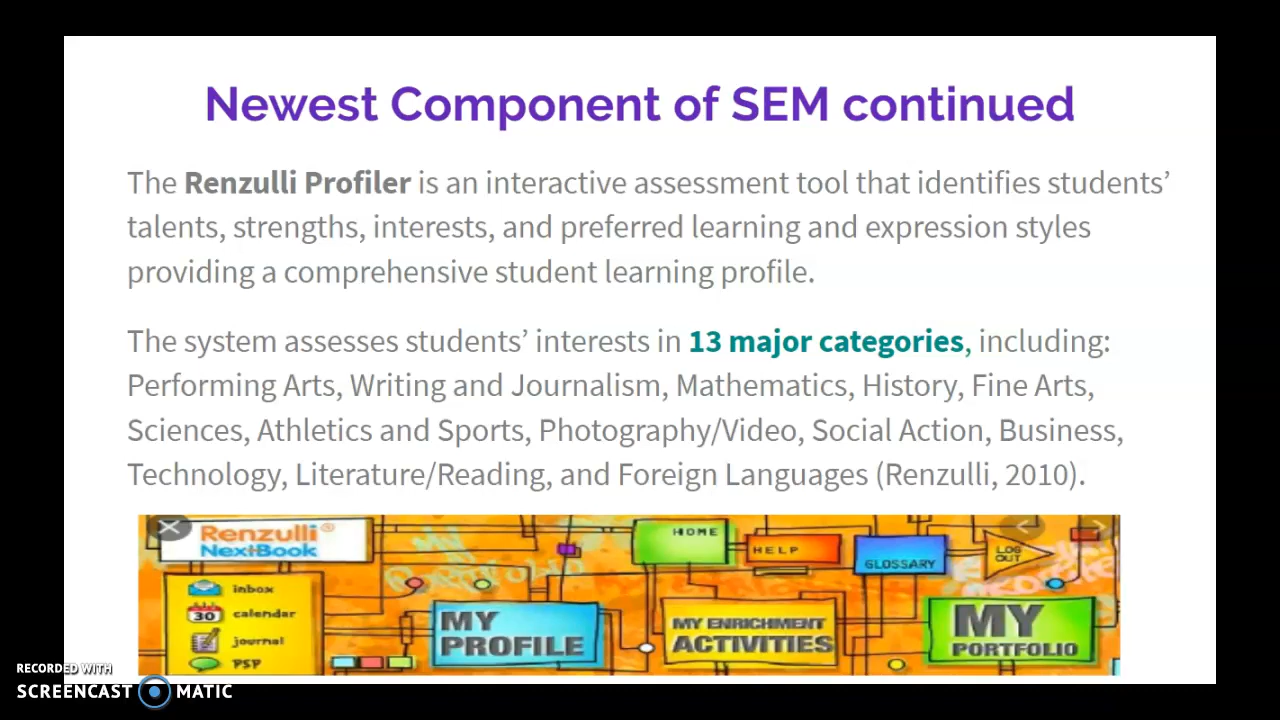 Newest Component of SEM continued
The Renzulli Profiler is an interactive assessment tool that identifies students’
talents, strengths, interests, and preferred learning and expression styles
providing a comprehensive student learning profile.
The system assesses students’ interests in 13 major categories, including:
Performing Arts, Writing and Journalism, Mathematics, History, Fine Arts,
Sciences, Athletics and Sports, Photography/Video, Social Action, Business,
Technology, Literature/Reading, and Foreign Languages (Renzulli, 2010).
Renzulli®
NextBook
HOME
HELP
GLOSSARY
LOG
OUT
inbox
30
calendar
journal
PSP
MY
PROFILE
MY ENRICHMENT
ACTIVITIES
MY
PORTFOLIO
RECORDED WITH
SCREENCAST MATIC